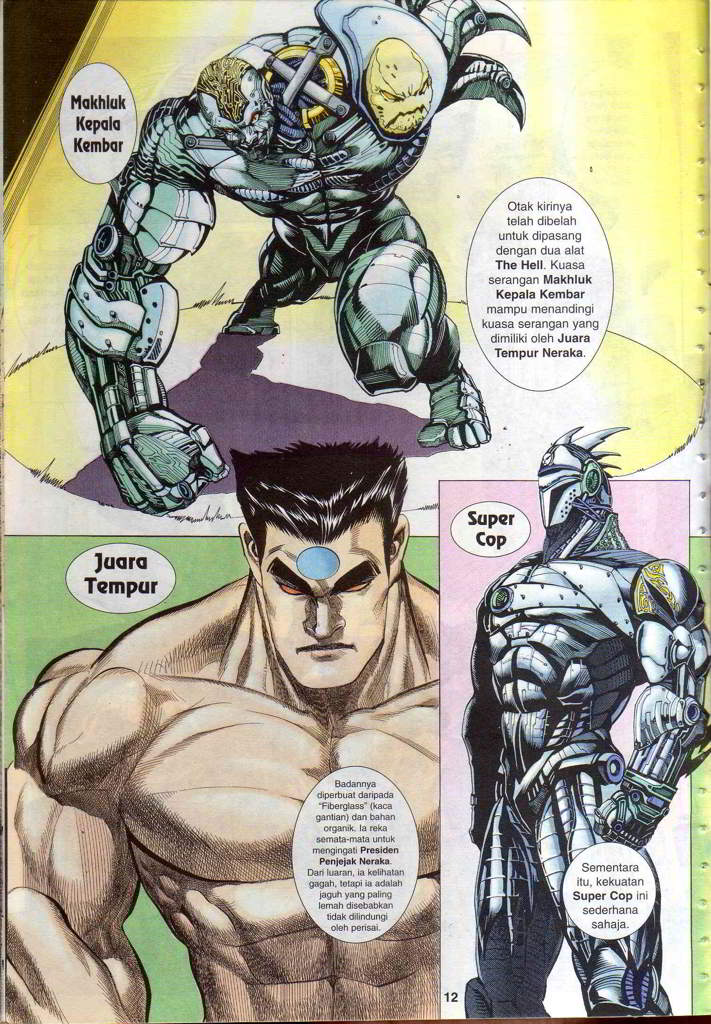 Makhluk
Kepala
Kembar
Otak kirinya
telah dibelah
untuk dipasang
dengan dua alat
The Hell. Kuasa
serangan Makhluk
Kepala Kembar
mampu menandingi
kuasa serangan yang
dimiliki oleh Juara
Tempur Neraka.
Super
Cop
Juara
Tempur
Badannya
diperbuat daripada
"Fiberglass" (kaca
gantian) dan bahan
organik. Ia reka
semata-mata untuk
mengingati Presiden
Penjejak Neraka.
Dari luaran, ia kelihatan
gagah, tetapi ia adalah
jaguh yang paling
lemah disebabkan
tidak dilindungi
oleh perisai.
Sementara
itu, kekuatan
Super Cop ini
sederhana
sahaja.
12